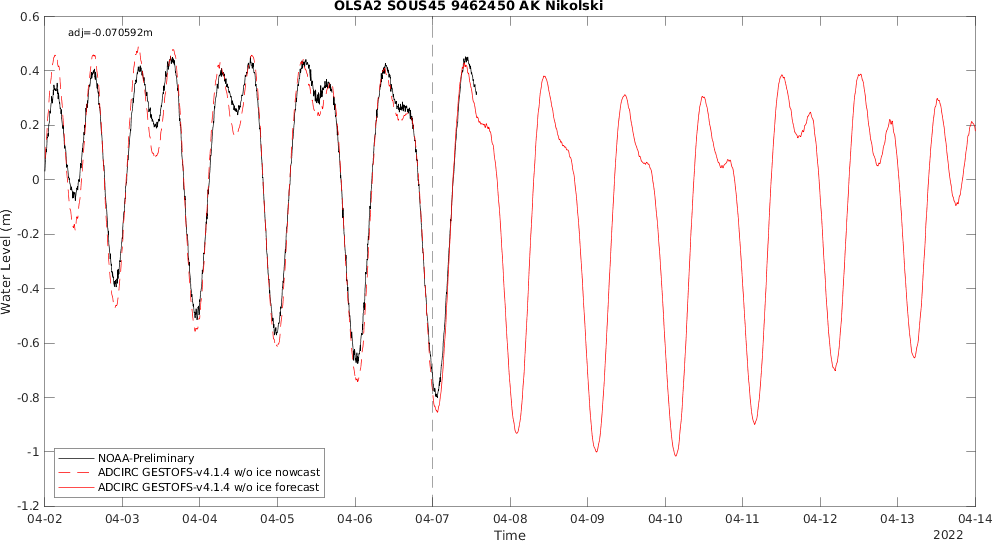 OLSA2 SOUS45 9462450 AK Nikolski
adj=-0.070592m
0.6
0.4
0.2
0
-0.2
-0.4
-0.6
-0.8
-1
-1.2
Water Level (m)
NOAA-Preliminary
ADCIRC GESTOFS-v4.1.4 w/o ice nowcast
ADCIRC GESTOFS-v4.1.4 w/o ice forecast
04-02 04-03 04-04 04-05 04-06 04-07 04-08 04-09 04-10 04-11 04-12 04-13 04-14
Time
2022